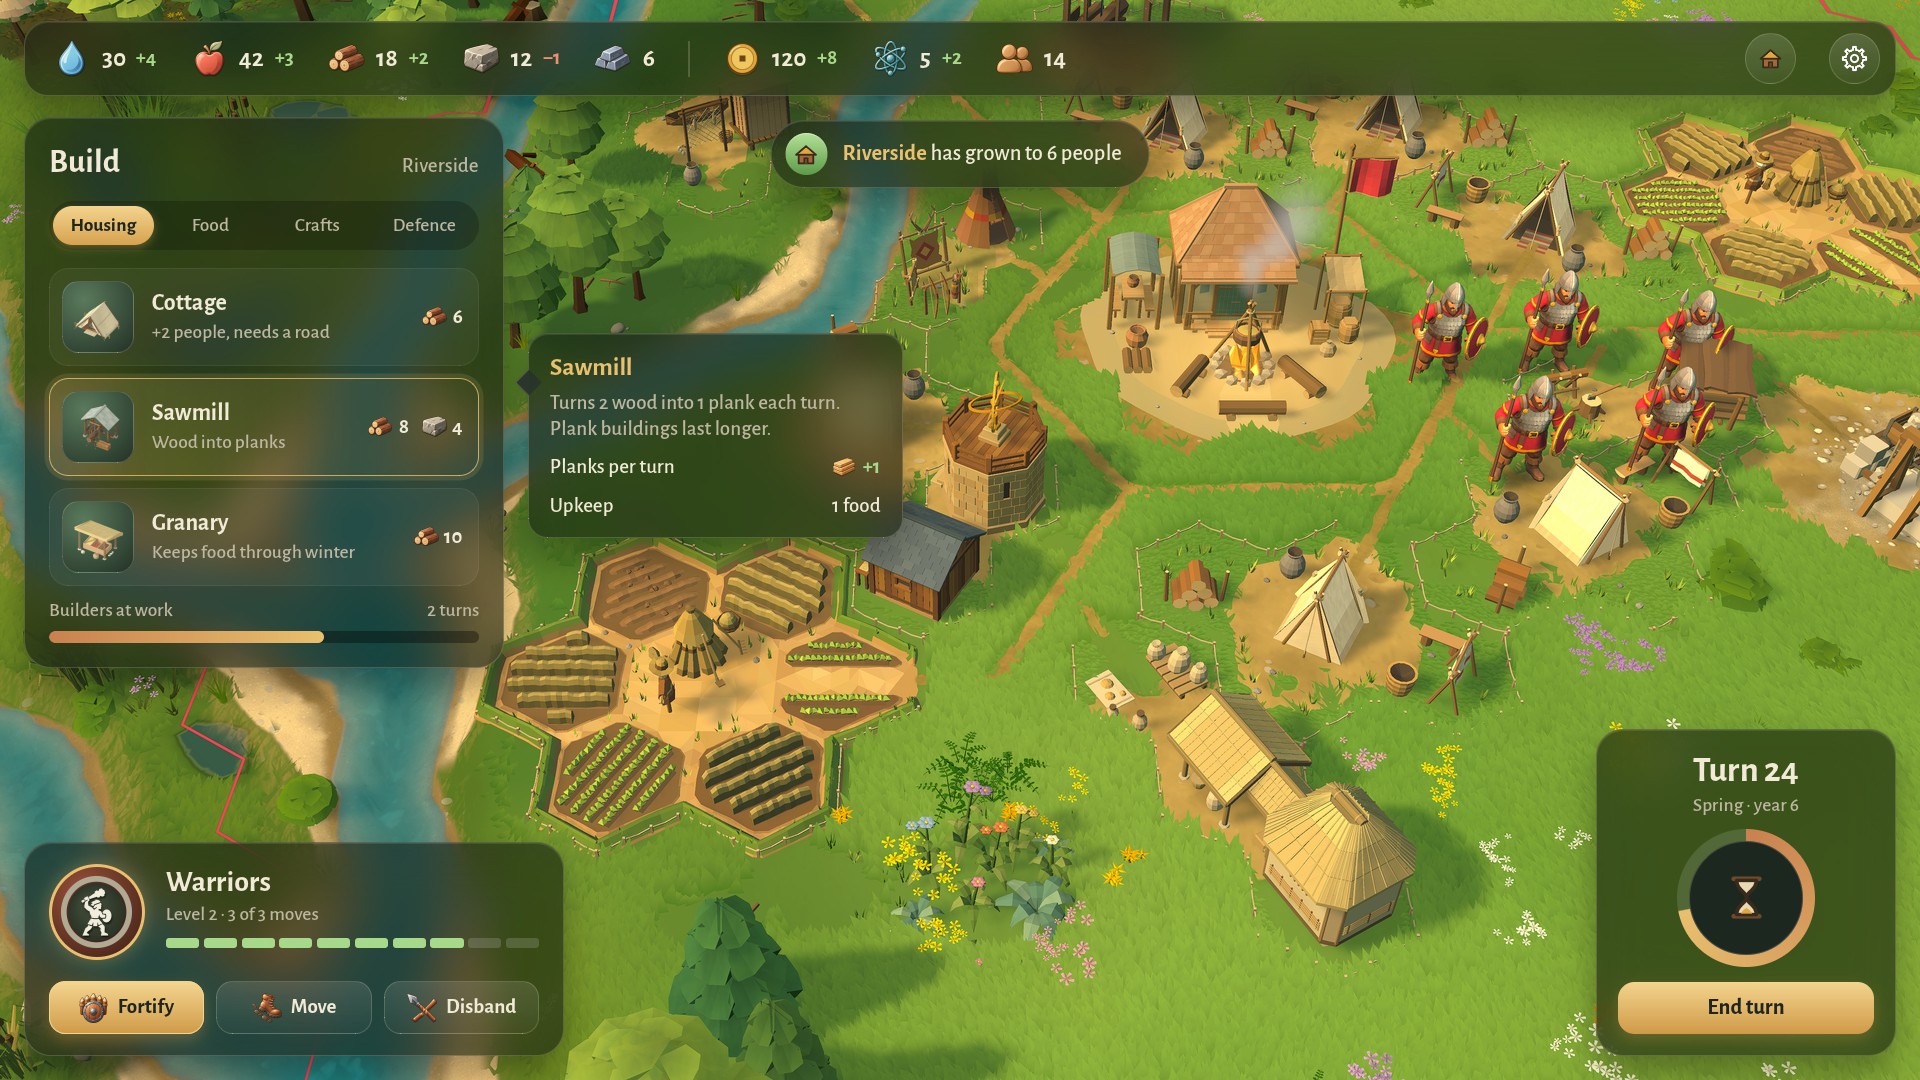 30 +4 42 +3 18 +2 12 −1 6 120 +8 5 +2 14
Riverside has grown to 6 people
Build Riverside
Housing Food Crafts Defence
Cottage
+2 people, needs a road
6
Sawmill
Wood into planks
8 4
Granary
Keeps food through winter
10
Builders at work 2 turns
Sawmill
Turns 2 wood into 1 plank each turn.
Plank buildings last longer.
Planks per turn +1
Upkeep 1 food
Warriors
Level 2 · 3 of 3 moves
Fortify Move Disband
Turn 24
Spring · year 6
End turn